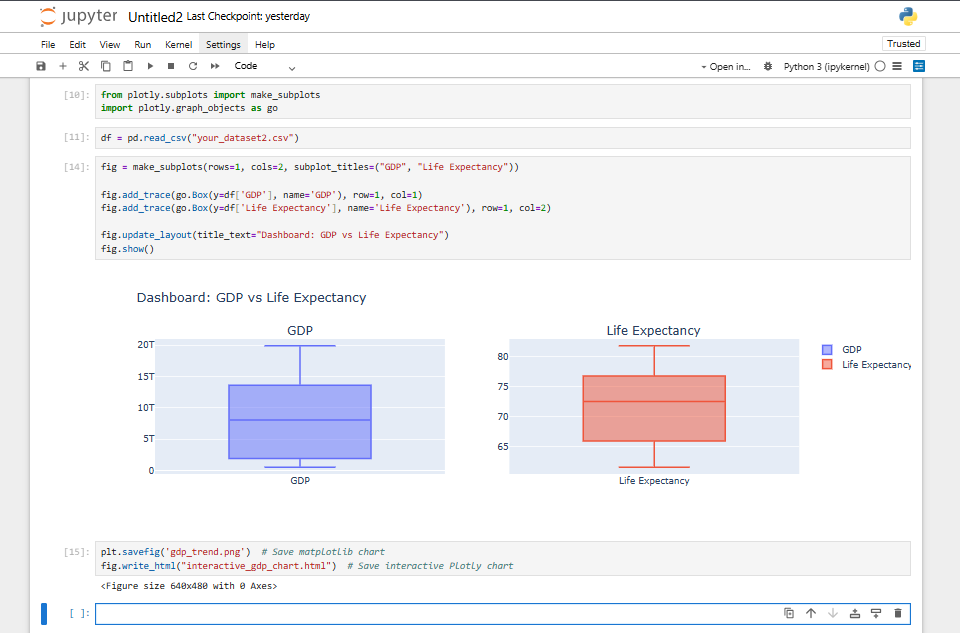 jupyter Untitled2 Last Checkpoint: yesterday
File Edit View Run Kernel Settings Help
Trusted
Code
Open in...
Python 3 (ipykernel)
[10]:
from plotly.subplots import make_subplots
import plotly.graph_objects as go
[11]:
df = pd.read_csv("your_dataset2.csv")
[14]:
fig = make_subplots(rows=1, cols=2, subplot_titles=("GDP", "Life Expectancy"))
fig.add_trace(go.Box(y=df['GDP'], name='GDP'), row=1, col=1)
fig.add_trace(go.Box(y=df['Life Expectancy'], name='Life Expectancy'), row=1, col=2)
fig.update_layout(title_text="Dashboard: GDP vs Life Expectancy")
fig.show()
Dashboard: GDP vs Life Expectancy
GDP
20T
15T
10T
5T
0
GDP
Life Expectancy
80
75
70
65
Life Expectancy
GDP
Life Expectancy
[15]:
plt.savefig('gdp_trend.png')  # Save matplotlib chart
fig.write_html("interactive_gdp_chart.html")  # Save interactive Plotly chart
<Figure size 640x480 with 0 Axes>
[ ]: